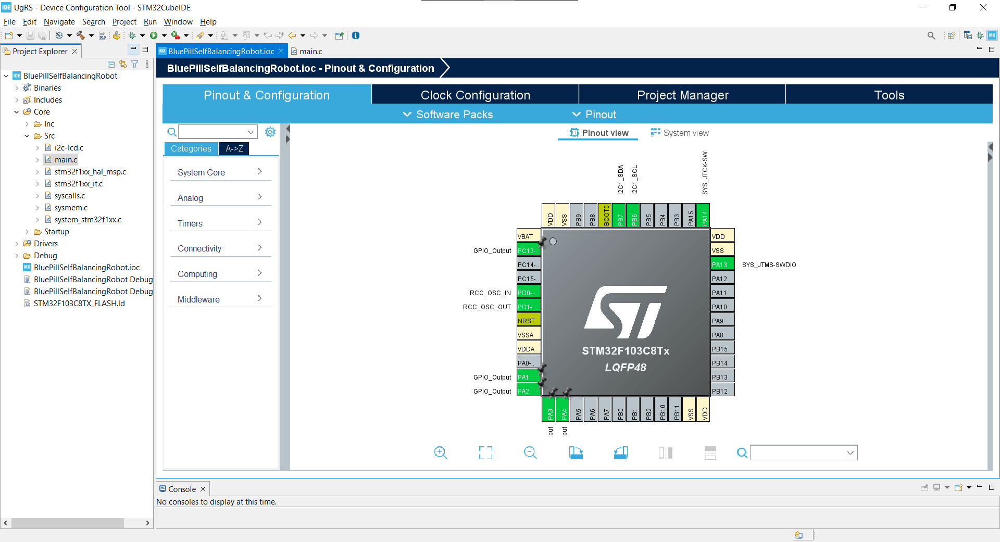 UgRS - Device Configuration Tool - STM32CubeIDE
File Edit Navigate Search Project Run Window Help
Project Explorer
BluePillSelfBalancingRobot
Binaries
Includes
Core
Inc
Src
i2c-lcd.c
main.c
stm32f1xx_hal_msp.c
stm32f1xx_it.c
syscalls.c
sysmem.c
system_stm32f1xx.c
Startup
Drivers
Debug
BluePillSelfBalancingRobot.ioc
BluePillSelfBalancingRobot Debug
BluePillSelfBalancingRobot Debug
STM32F103C8TX_FLASH.ld
BluePillSelfBalancingRobot.ioc main.c
BluePillSelfBalancingRobot.ioc - Pinout & Configuration
Pinout & Configuration Clock Configuration Project Manager Tools
Software Packs Pinout
Categories A->Z
System Core
Analog
Timers
Connectivity
Computing
Middleware
Pinout view System view
I2C1_SDA
I2C1_SCL
SYS_JTCK-SW
VDD VSS PB9 PB8 BOOT0 PB7 PB6 PB5 PB4 PB3 PA15 PA14
VBAT
GPIO_Output PC13-..
PC14-..
PC15-..
RCC_OSC_IN PD0-..
RCC_OSC_OUT PD1-..
NRST
VSSA
VDDA
PA0-..
GPIO_Output PA1
GPIO_Output PA2
STM32F103C8Tx
LQFP48
VDD
VSS
PA13 SYS_JTMS-SWDIO
PA12
PA11
PA10
PA9
PA8
PB15
PB14
PB13
PB12
PA3 PA4 PA5 PA6 PA7 PB0 PB1 PB2 PB10 PB11 VSS VDD
Console
No consoles to display at this time.